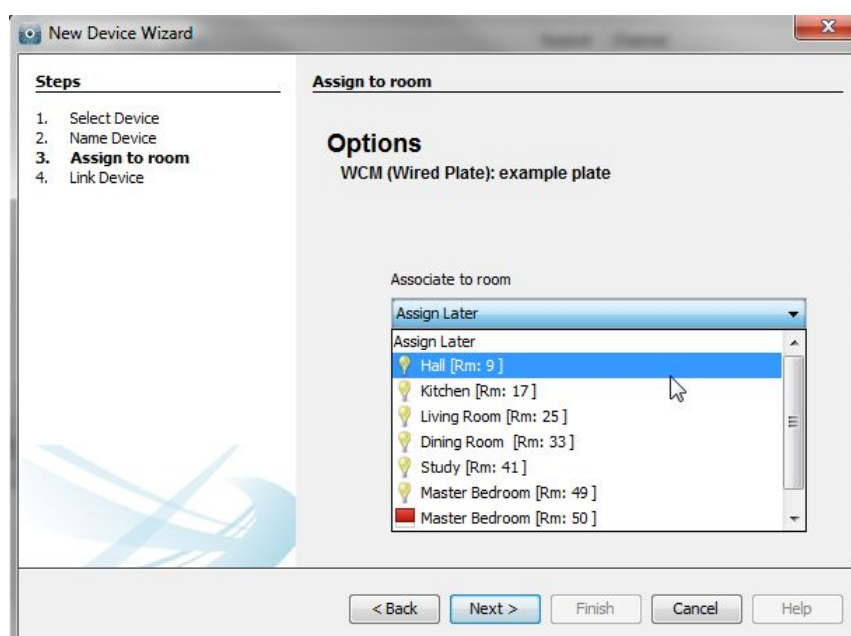 New Device Wizard
Steps
1. Select Device
2. Name Device
3. Assign to room
4. Link Device
Assign to room
Options
WCM (Wired Plate): example plate
Associate to room
Assign Later
Assign Later
Hall [Rm: 9 ]
Kitchen [Rm: 17 ]
Living Room [Rm: 25 ]
Dining Room [Rm: 33 ]
Study [Rm: 41 ]
Master Bedroom [Rm: 49 ]
Master Bedroom [Rm: 50 ]
< Back Next > Finish Cancel Help